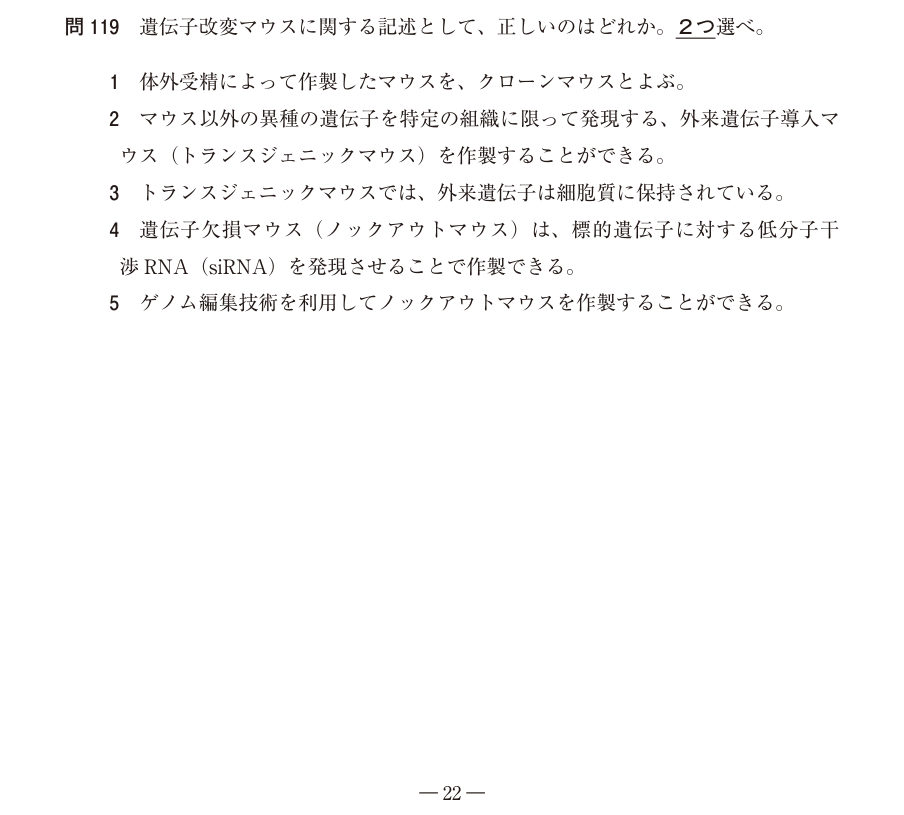 問 119 遺伝子改変マウスに関する記述として、正しいのはどれか。２つ選べ。
1 体外受精によって作製したマウスを、クローンマウスとよぶ。
2 マウス以外の異種の遺伝子を特定の組織に限って発現する、外来遺伝子導入マ
ウス（トランスジェニックマウス）を作製することができる。
3 トランスジェニックマウスでは、外来遺伝子は細胞質に保持されている。
4 遺伝子欠損マウス（ノックアウトマウス）は、標的遺伝子に対する低分子干
渉 RNA（siRNA）を発現させることで作製できる。
5 ゲノム編集技術を利用してノックアウトマウスを作製することができる。
— 22 —